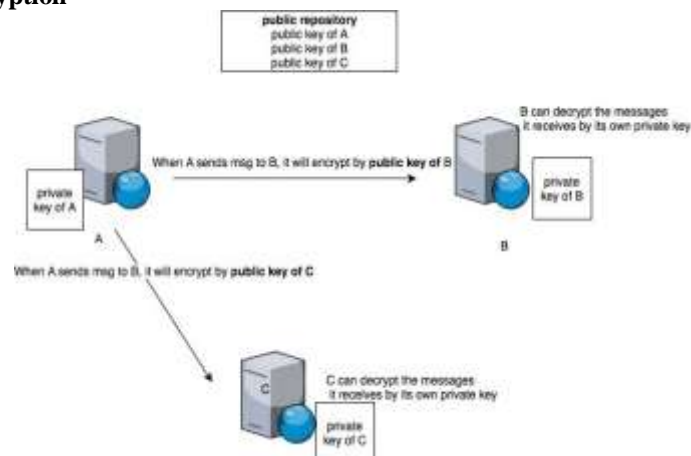 yption
public repository
public key of A
public key of B
public key of C
B can decrypt the messages
it receives by its own private key
When A sends msg to B, it will encrypt by public key of B
private
key of A
private
key of B
A
B
When A sends msg to B, it will encrypt by public key of C
C
C can decrypt the messages
it receives by its own private key
private
key of C